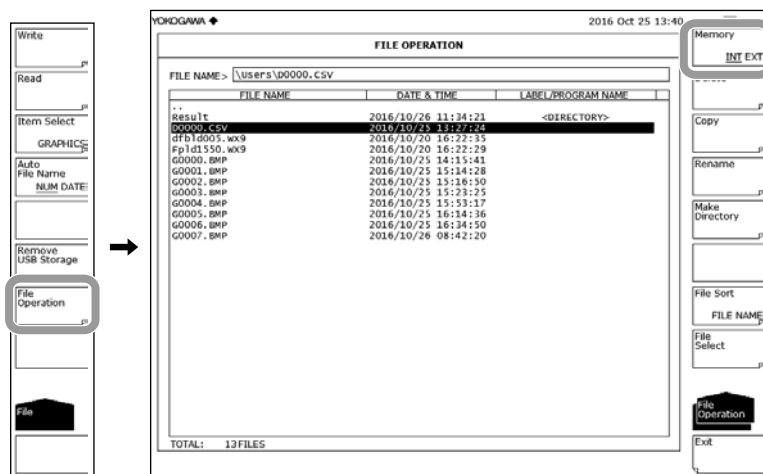 Write
Read
Item Select
GRAPHICS
Auto
File Name
NUM DATE
Remove
USB Storage
File
Operation
File
YOKOGAWA
2016 Oct 25 13:40
FILE OPERATION
FILE NAME> \users\D0000.CSV
FILE NAME DATE & TIME LABEL/PROGRAM NAME
..
Result 2016/10/26 11:34:21 <DIRECTORY>
D0000.CSV 2016/10/25 13:27:24
dfbld005.WX9 2016/10/20 16:22:35
Fpld1550.WX9 2016/10/20 16:22:29
G0000.BMP 2016/10/25 14:15:41
G0001.BMP 2016/10/25 15:14:28
G0002.BMP 2016/10/25 15:16:50
G0003.BMP 2016/10/25 15:23:25
G0004.BMP 2016/10/25 15:53:17
G0005.BMP 2016/10/25 16:14:36
G0006.BMP 2016/10/25 16:34:50
G0007.BMP 2016/10/26 08:42:20
TOTAL: 13FILES
Memory
INT EXT
Copy
Rename
Make
Directory
File Sort
FILE NAME
File
Select
File
Operation
Exit